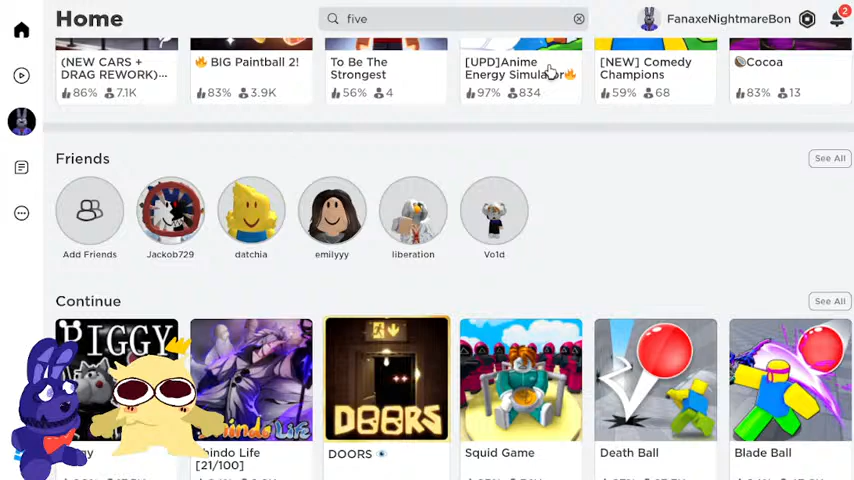 Home
five
FanaxeNightmareBon
2
(NEW CARS +
DRAG REWORK)...
86% 7.1K
🔥 BIG Paintball 2!
83% 3.9K
To Be The
Strongest
56% 4
[UPD]Anime
Energy Simulator🔥
97% 834
[NEW] Comedy
Champions
59% 68
🥥Cocoa
83% 13
Friends
See All
Add Friends
Jackob729
datchia
emilyyy
liberation
Vo1d
Continue
See All
PIGGY
DOORS
Shindo Life
[21/100]
DOORS 👁
Squid Game
Death Ball
Blade Ball